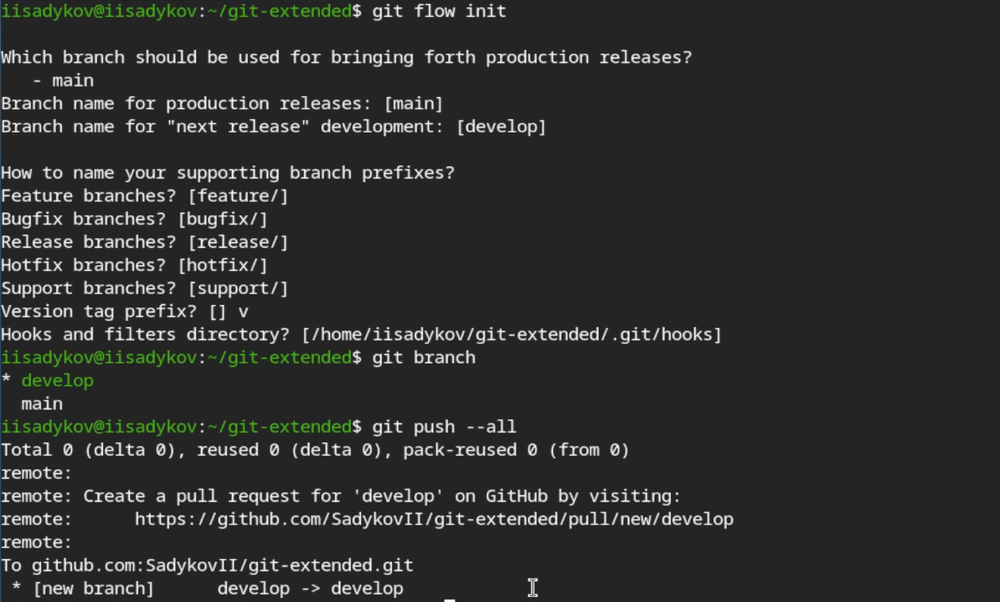 iisadykov@iisadykov:~/git-extended$ git flow init
Which branch should be used for bringing forth production releases?
   - main
Branch name for production releases: [main]
Branch name for "next release" development: [develop]
How to name your supporting branch prefixes?
Feature branches? [feature/]
Bugfix branches? [bugfix/]
Release branches? [release/]
Hotfix branches? [hotfix/]
Support branches? [support/]
Version tag prefix? [] v
Hooks and filters directory? [/home/iisadykov/git-extended/.git/hooks]
iisadykov@iisadykov:~/git-extended$ git branch
* develop
  main
iisadykov@iisadykov:~/git-extended$ git push --all
Total 0 (delta 0), reused 0 (delta 0), pack-reused 0 (from 0)
remote:
remote: Create a pull request for 'develop' on GitHub by visiting:
remote:      https://github.com/SadykovII/git-extended/pull/new/develop
remote:
To github.com:SadykovII/git-extended.git
 * [new branch]      develop -> develop